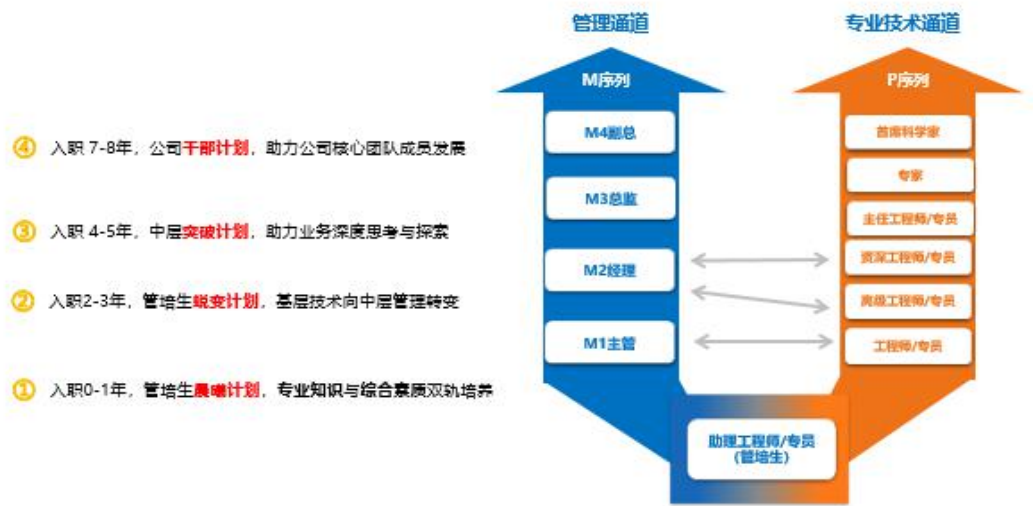 管理通道
专业技术通道
M序列
P序列
④ 入职 7-8年，公司干部计划，助力公司核心团队成员发展
③ 入职 4-5年，中层突破计划，助力业务深度思考与探索
② 入职2-3年，管培生蜕变计划，基层技术向中层管理转变
① 入职0-1年，管培生晨曦计划，专业知识与综合素质双轨培养
M4副总
M3总监
M2经理
M1主管
首席科学家
专家
主任工程师/专员
资深工程师/专员
高级工程师/专员
工程师/专员
助理工程师/专员
(管培生)